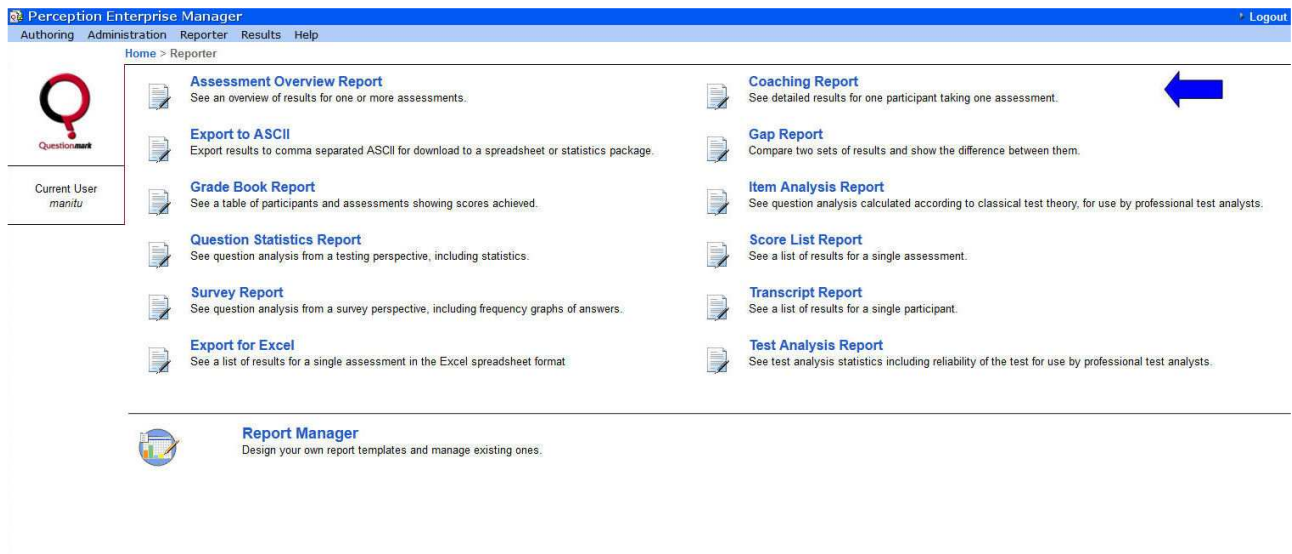 Perception Enterprise Manager
Logout
Authoring Administration Reporter Results Help
Home > Reporter
Questionmark
Current User
manitu
Assessment Overview Report
See an overview of results for one or more assessments.
Coaching Report
See detailed results for one participant taking one assessment.
Export to ASCII
Export results to comma separated ASCII for download to a spreadsheet or statistics package.
Gap Report
Compare two sets of results and show the difference between them.
Grade Book Report
See a table of participants and assessments showing scores achieved.
Item Analysis Report
See question analysis calculated according to classical test theory, for use by professional test analysts.
Question Statistics Report
See question analysis from a testing perspective, including statistics.
Score List Report
See a list of results for a single assessment.
Survey Report
See question analysis from a survey perspective, including frequency graphs of answers.
Transcript Report
See a list of results for a single participant.
Export for Excel
See a list of results for a single assessment in the Excel spreadsheet format
Test Analysis Report
See test analysis statistics including reliability of the test for use by professional test analysts.
Report Manager
Design your own report templates and manage existing ones.